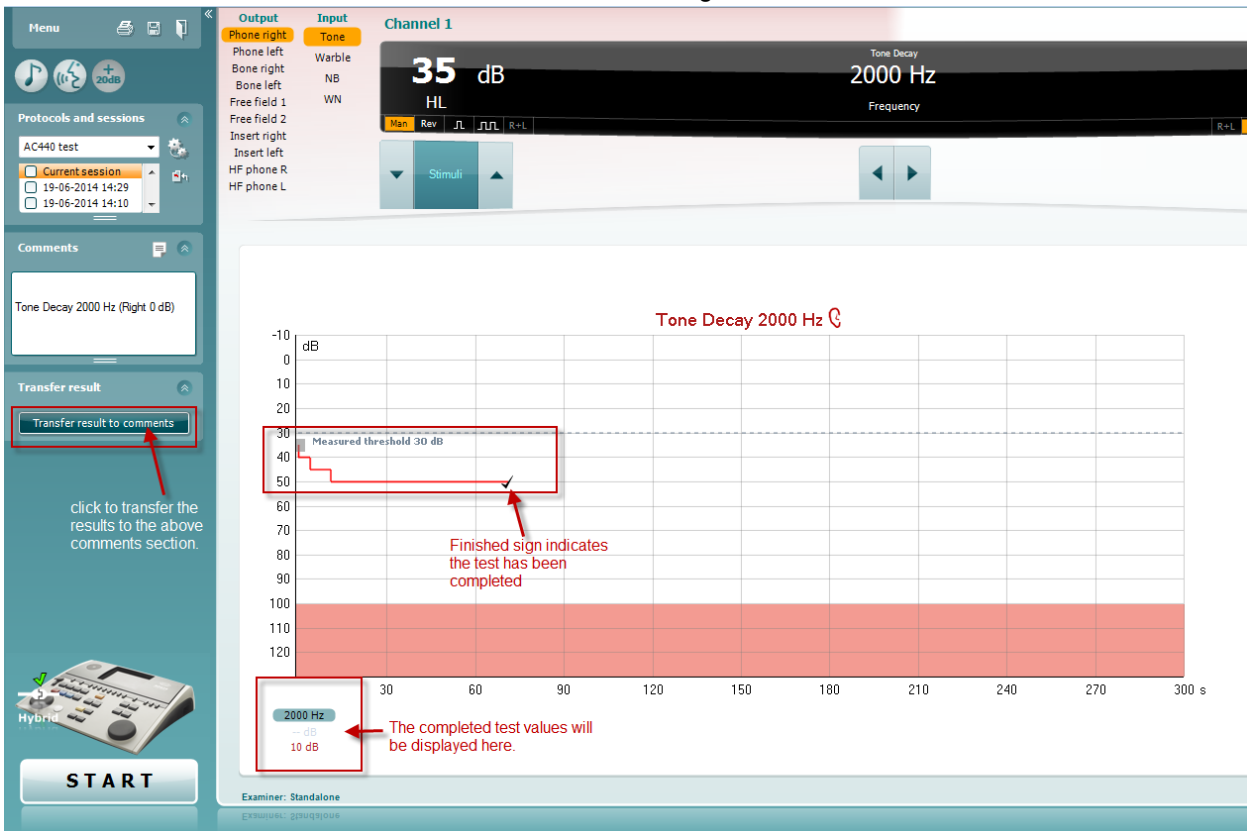 Menu
20dB
Protocols and sessions
AC440 test
Current session
19-06-2014 14:29
19-06-2014 14:10
Comments
Tone Decay 2000 Hz (Right 0 dB)
Transfer result
Transfer result to comments
click to transfer the
results to the above
comments section.
Hybrid
START
Output
Phone right
Phone left
Bone right
Bone left
Free field 1
Free field 2
Insert right
Insert left
HF phone R
HF phone L
Input
Tone
Warble
NB
WN
Channel 1
35 dB
HL
Man Rev R+L
Tone Decay
2000 Hz
Frequency
R+L
Stimuli
Tone Decay 2000 Hz
dB
-10
0
10
20
30
40
50
60
70
80
90
100
110
120
Measured threshold 30 dB
Finished sign indicates
the test has been
completed
30 60 90 120 150 180 210 240 270 300 s
2000 Hz
-- dB
10 dB
The completed test values will
be displayed here.
Examiner: Standalone